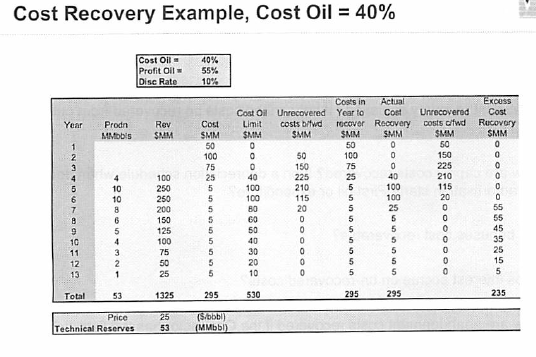 Cost Recovery Example, Cost Oil = 40%
Cost Oil = 40%
Profit Oil = 55%
Disc Rate 10%
Costs in Actual Excess
Cost Oil Unrecovered Year to Cost Unrecovered Cost
Year Prodn Rev Cost Limit costs b/fwd recover Recovery costs c/fwd Recovery
MMbbls $MM $MM $MM $MM $MM $MM $MM $MM
1 50 0 50 0 50 0
2 100 0 50 100 0 150 0
3 75 0 150 75 0 225 0
4 4 100 25 40 225 25 40 210 0
5 10 250 5 100 210 5 100 115 0
6 10 250 5 100 115 5 100 20 0
7 8 200 5 80 20 5 25 0 55
8 6 150 5 60 0 5 5 0 55
9 5 125 5 50 0 5 5 0 45
10 4 100 5 40 0 5 5 0 35
11 3 75 5 30 0 5 5 0 25
12 2 50 5 20 0 5 5 0 15
13 1 25 5 10 0 5 5 0 5
Total 53 1325 295 530 295 295 235
Price 25 ($/bbl)
Technical Reserves 53 (MMbbl)